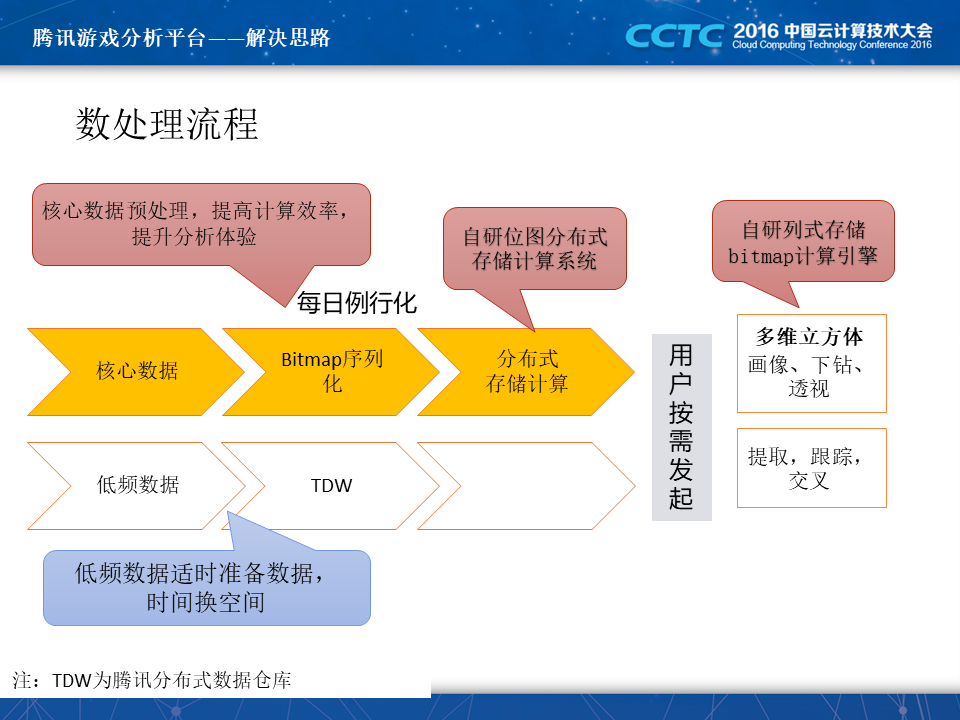 腾讯游戏分析平台——解决思路
CCTC
2016 中国云计算技术大会
Cloud Computing Technology Conference 2016
数处理流程
核心数据预处理，提高计算效率，
提升分析体验
自研位图分布式
存储计算系统
自研列式存储
bitmap计算引擎
每日例行化
核心数据
Bitmap序列
化
分布式
存储计算
用
户
按
需
发
起
多维立方体
画像、下钻、
透视
低频数据
TDW
提取，跟踪，
交叉
低频数据适时准备数据，
时间换空间
注：TDW为腾讯分布式数据仓库